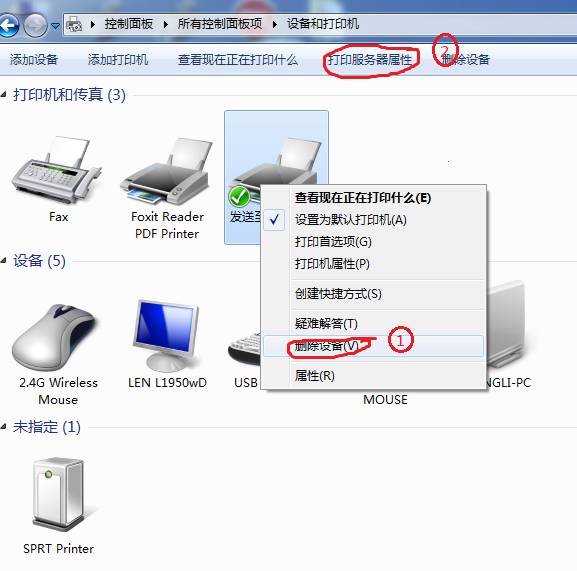 控制面板 ▸ 所有控制面板项 ▸ 设备和打印机
添加设备 添加打印机 查看现在正在打印什么 打印服务器属性 删除设备
②
打印机和传真 (3)
Fax
Foxit Reader
PDF Printer
发送至
查看现在正在打印什么(E)
设置为默认打印机(A)
打印首选项(G)
打印机属性(P)
创建快捷方式(S)
疑难解答(T)
删除设备(V)
①
属性(R)
设备 (5)
2.4G Wireless
Mouse
LEN L1950wD
USB
MOUSE
NGLI-PC
未指定 (1)
SPRT Printer